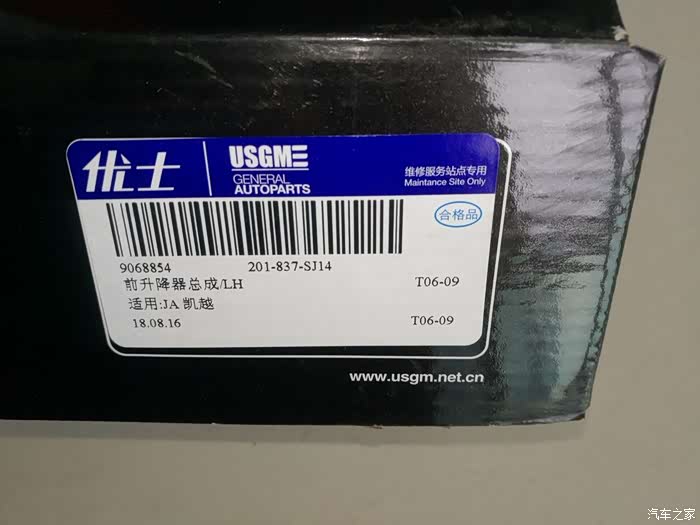 优士
USGME
GENERAL
AUTOPARTS
维修服务站点专用
Maintance Site Only
合格品
9068854 201-837-SJ14
前升降器总成/LH T06-09
适用:JA 凯越
18.08.16 T06-09
www.usgm.net.cn
汽车之家